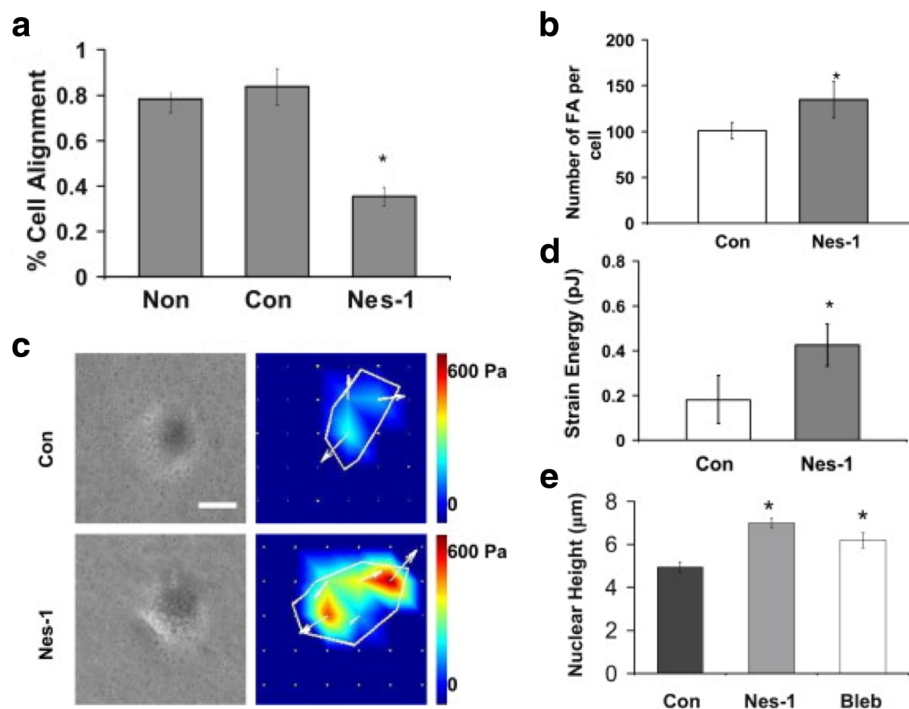 a
1
0.8
0.6
0.4
0.2
0
% Cell Alignment
*
Non Con Nes-1
b
200
150
100
50
0
Number of FA per
cell
*
Con Nes-1
c
Con
600 Pa
0
Nes-1
600 Pa
0
d
0.8
0.6
0.4
0.2
0
Strain Energy (pJ)
*
Con Nes-1
e
8
6
4
2
0
Nuclear Height (μm)
* *
Con Nes-1 Bleb